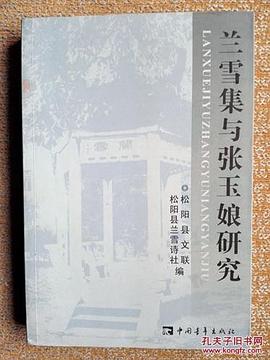 兰雪集与张玉娘研究
LANXUEJIYUZHANGYUNIANGYANJIU
松阳县文联
松阳县兰雪诗社 编
中国青年出版社
孔夫子旧书网